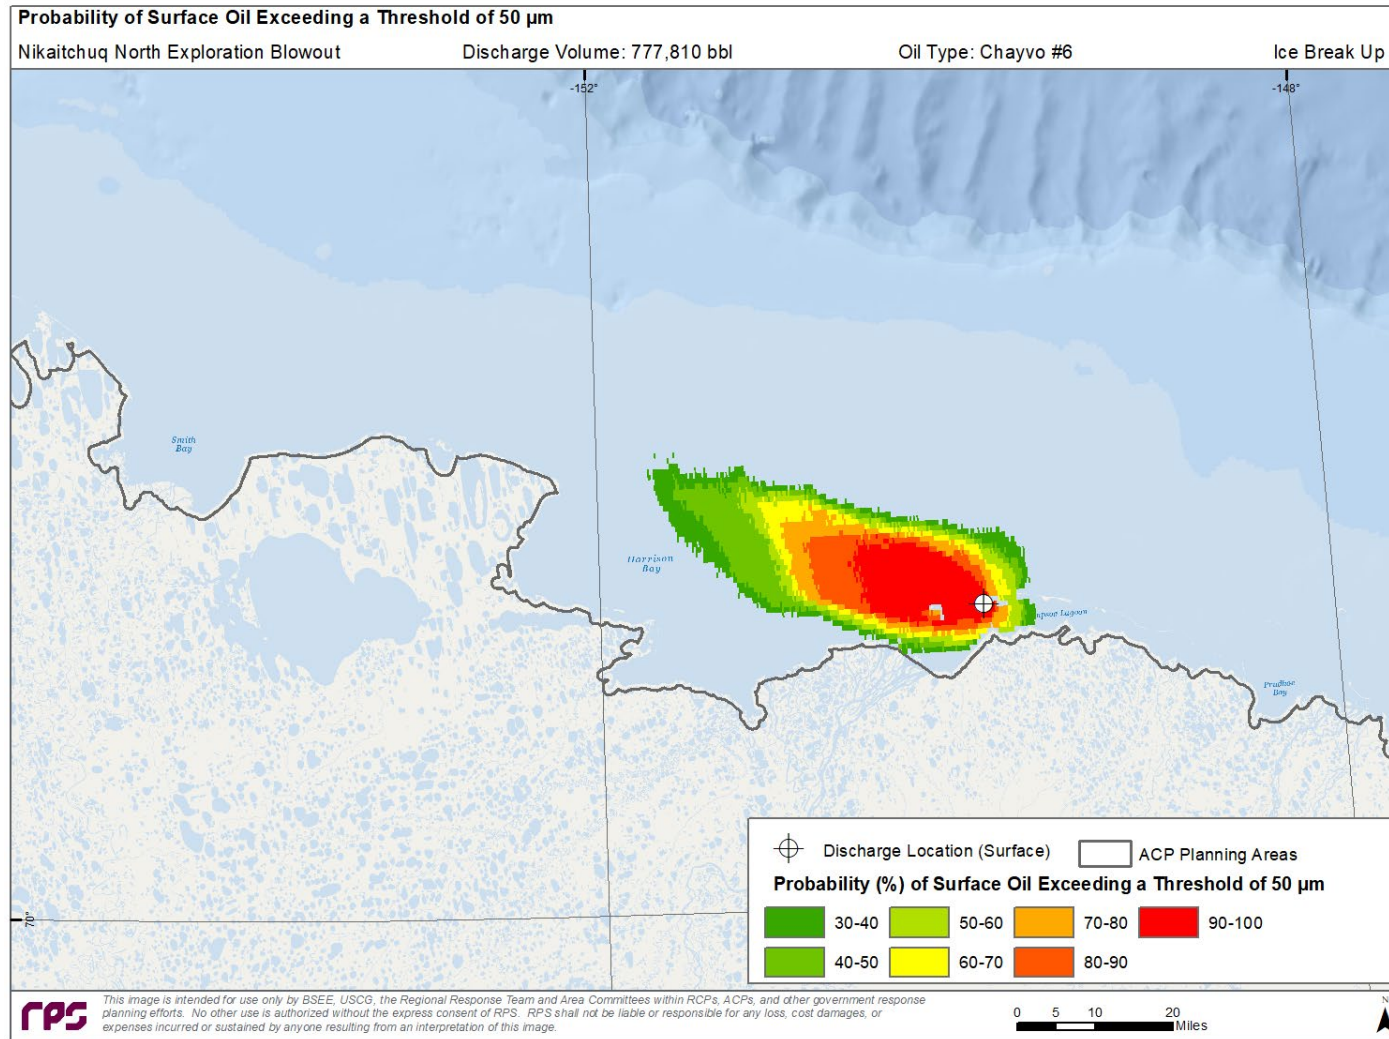 Probability of Surface Oil Exceeding a Threshold of 50 µm
Nikaitchuq North Exploration Blowout Discharge Volume: 777,810 bbl Oil Type: Chayvo #6 Ice Break Up
-152° -148°
Smith
Bay
Harrison
Bay
Lagoon
Prudhoe
Bay
70°
Discharge Location (Surface) ACP Planning Areas
Probability (%) of Surface Oil Exceeding a Threshold of 50 µm
30-40 50-60 70-80 90-100
40-50 60-70 80-90
rps
This image is intended for use only by BSEE, USCG, the Regional Response Team and Area Committees within RCPs, ACPs, and other government response
planning efforts. No other use is authorized without the express consent of RPS. RPS shall not be liable or responsible for any loss, cost damages, or
expenses incurred or sustained by anyone resulting from an interpretation of this image.
0 5 10 20
Miles